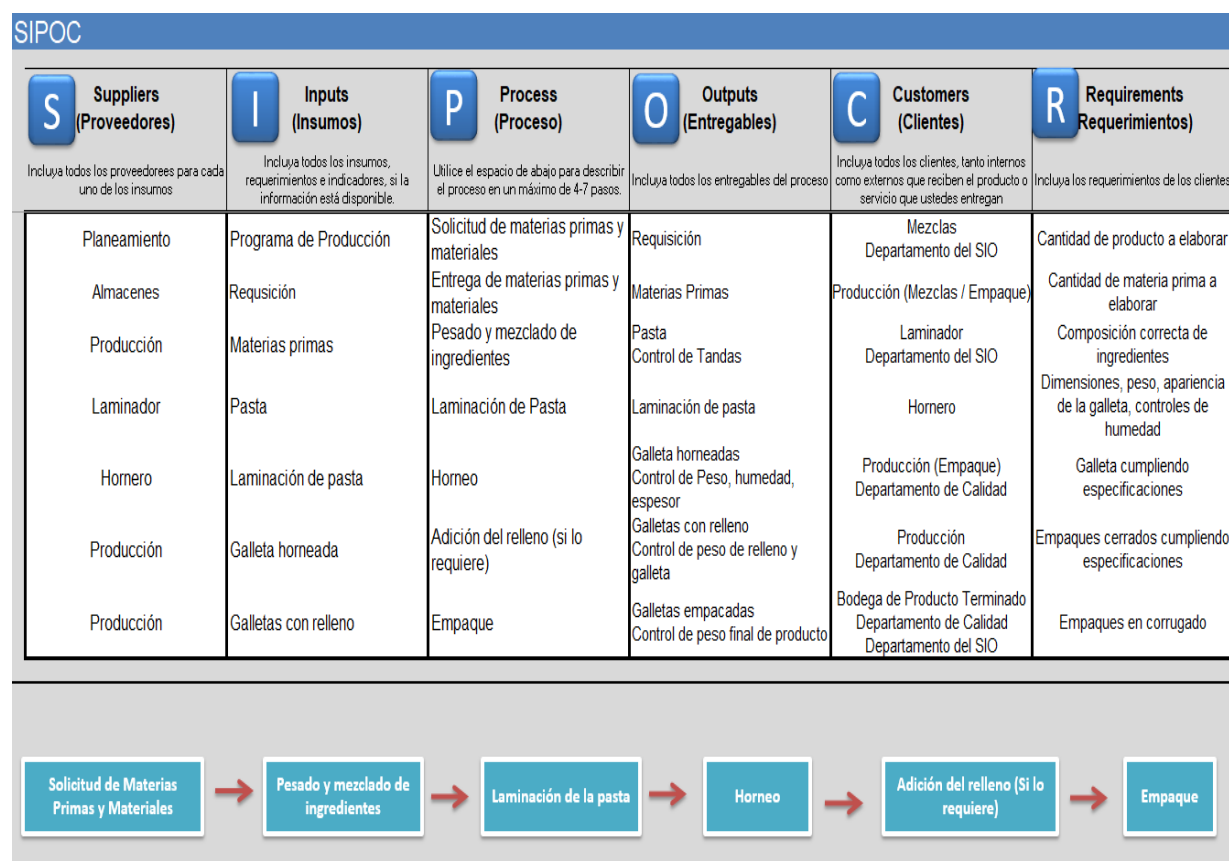 SIPOC
S
Suppliers
(Proveedores)
Incluya todos los proveedorees para cada
uno de los insumos
I
Inputs
(Insumos)
Incluya todos los insumos,
requerimientos e indicadores, si la
información está disponible.
P
Process
(Proceso)
Utilice el espacio de abajo para describir
el proceso en un máximo de 4-7 pasos.
O
Outputs
(Entregables)
Incluya todos los entregables del proceso
C
Customers
(Clientes)
Incluya todos los clientes, tanto internos
como externos que reciben el producto o
servicio que ustedes entregan
R
Requirements
Requerimientos)
Incluya los requerimientos de los clientes
Planeamiento
Programa de Producción
Solicitud de materias primas y
materiales
Requisición
Mezclas
Departamento del SIO
Cantidad de producto a elaborar
Almacenes
Requsición
Entrega de materias primas y
materiales
Materias Primas
Producción (Mezclas / Empaque)
Cantidad de materia prima a
elaborar
Producción
Materias primas
Pesado y mezclado de
ingredientes
Pasta
Control de Tandas
Laminador
Departamento del SIO
Composición correcta de
ingredientes
Laminador
Pasta
Laminación de Pasta
Laminación de pasta
Hornero
Dimensiones, peso, apariencia
de la galleta, controles de
humedad
Hornero
Laminación de pasta
Horneo
Galleta horneadas
Control de Peso, humedad,
espesor
Producción (Empaque)
Departamento de Calidad
Galleta cumpliendo
especificaciones
Producción
Galleta horneada
Adición del relleno (si lo
requiere)
Galletas con relleno
Control de peso de relleno y
galleta
Producción
Departamento de Calidad
Empaques cerrados cumpliendo
especificaciones
Producción
Galletas con relleno
Empaque
Galletas empacadas
Control de peso final de producto
Bodega de Producto Terminado
Departamento de Calidad
Departamento del SIO
Empaques en corrugado
Solicitud de Materias
Primas y Materiales
Pesado y mezclado de
ingredientes
Laminación de la pasta
Horneo
Adición del relleno (Si lo
requiere)
Empaque